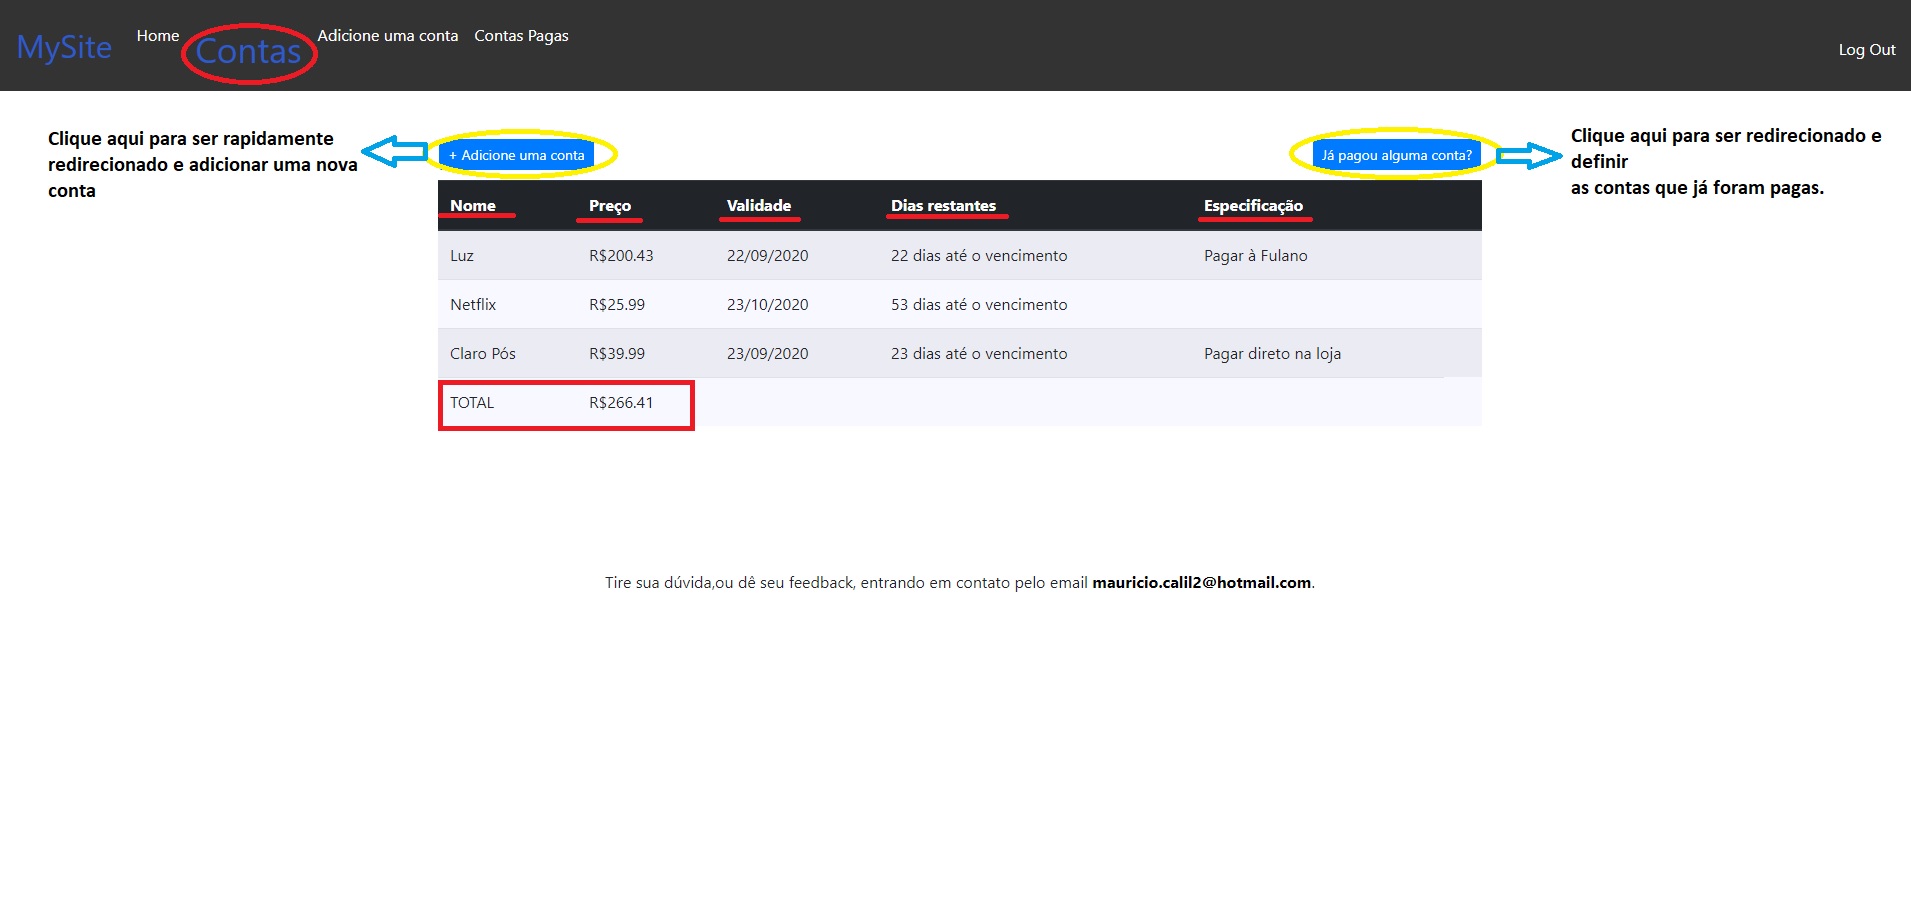 MySite Home Contas Adicione uma conta Contas Pagas Log Out
Clique aqui para ser rapidamente
redirecionado e adicionar uma nova
conta
+ Adicione uma conta
Já pagou alguma conta?
Clique aqui para ser redirecionado e
definir
as contas que já foram pagas.
Nome Preço Validade Dias restantes Especificação
Luz R$200.43 22/09/2020 22 dias até o vencimento Pagar à Fulano
Netflix R$25.99 23/10/2020 53 dias até o vencimento
Claro Pós R$39.99 23/09/2020 23 dias até o vencimento Pagar direto na loja
TOTAL R$266.41
Tire sua dúvida,ou dê seu feedback, entrando em contato pelo email mauricio.calil2@hotmail.com.